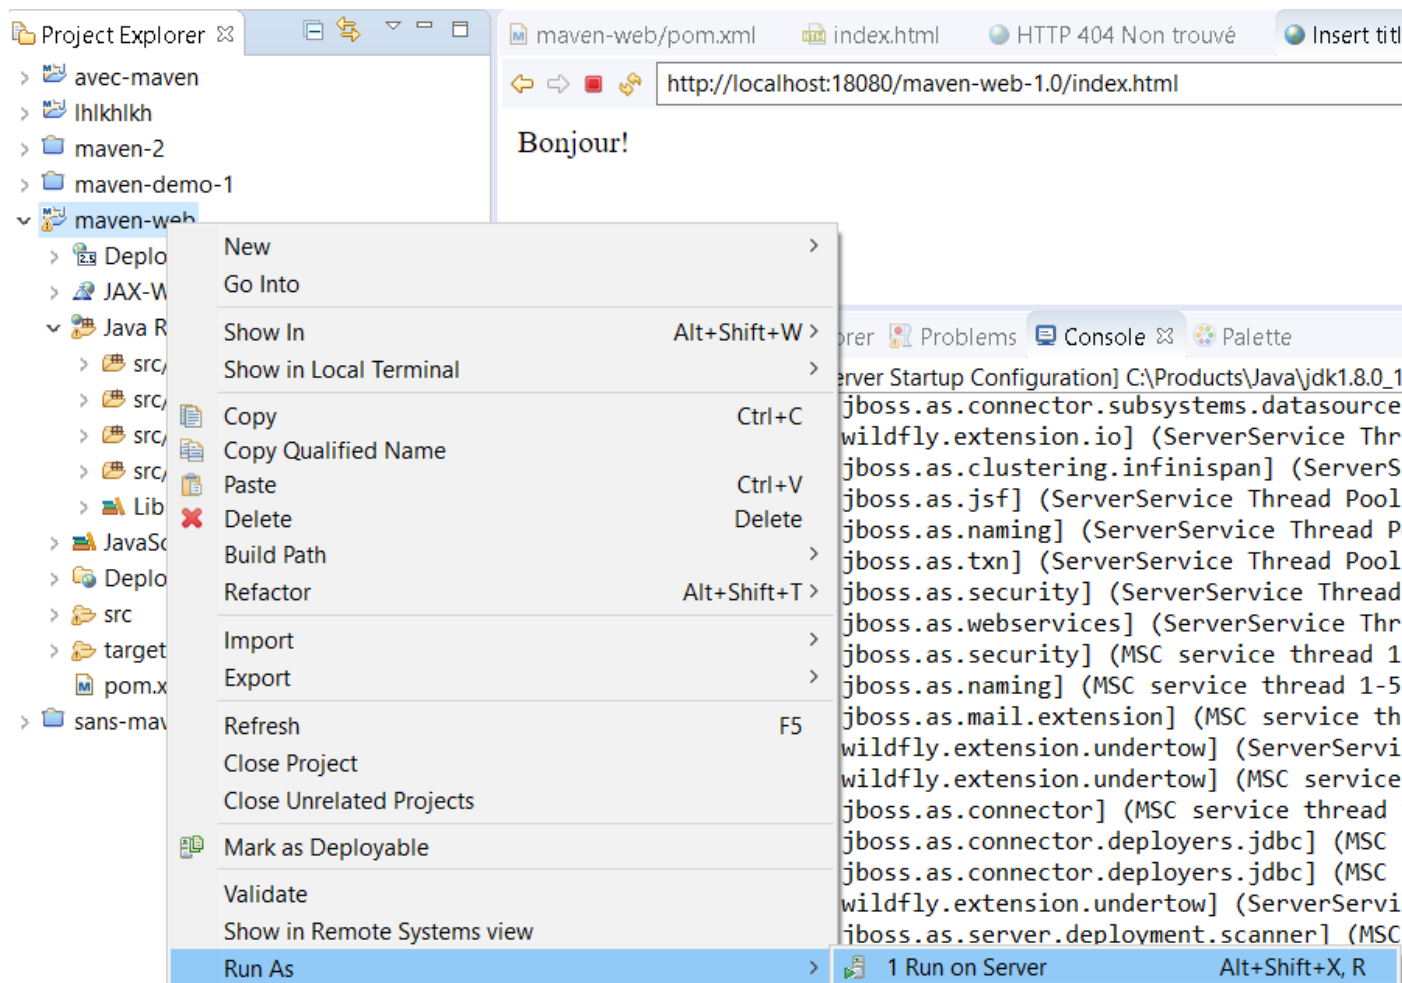 Project Explorer
avec-maven
lhlkhlkh
maven-2
maven-demo-1
maven-web
Deplo
JAX-W
Java R
src/
src/
src/
src/
Lib
JavaSc
Deplo
src
target
pom.x
sans-mav
maven-web/pom.xml index.html HTTP 404 Non trouvé Insert titl
http://localhost:18080/maven-web-1.0/index.html
Bonjour!
New
Go Into
Show In Alt+Shift+W
Show in Local Terminal
Copy Ctrl+C
Copy Qualified Name
Paste Ctrl+V
Delete Delete
Build Path
Refactor Alt+Shift+T
Import
Export
Refresh F5
Close Project
Close Unrelated Projects
Mark as Deployable
Validate
Show in Remote Systems view
Run As
1 Run on Server Alt+Shift+X, R
orer Problems Console Palette
erver Startup Configuration] C:\Products\Java\jdk1.8.0_1
jboss.as.connector.subsystems.datasource
wildfly.extension.io] (ServerService Thr
jboss.as.clustering.infinispan] (ServerS
jboss.as.jsf] (ServerService Thread Pool
jboss.as.naming] (ServerService Thread P
jboss.as.txn] (ServerService Thread Pool
jboss.as.security] (ServerService Thread
jboss.as.webservices] (ServerService Thr
jboss.as.security] (MSC service thread 1
jboss.as.naming] (MSC service thread 1-5
jboss.as.mail.extension] (MSC service th
wildfly.extension.undertow] (ServerServi
wildfly.extension.undertow] (MSC service
jboss.as.connector] (MSC service thread
jboss.as.connector.deployers.jdbc] (MSC
jboss.as.connector.deployers.jdbc] (MSC
wildfly.extension.undertow] (ServerServi
jboss.as.server.deployment.scanner] (MSC